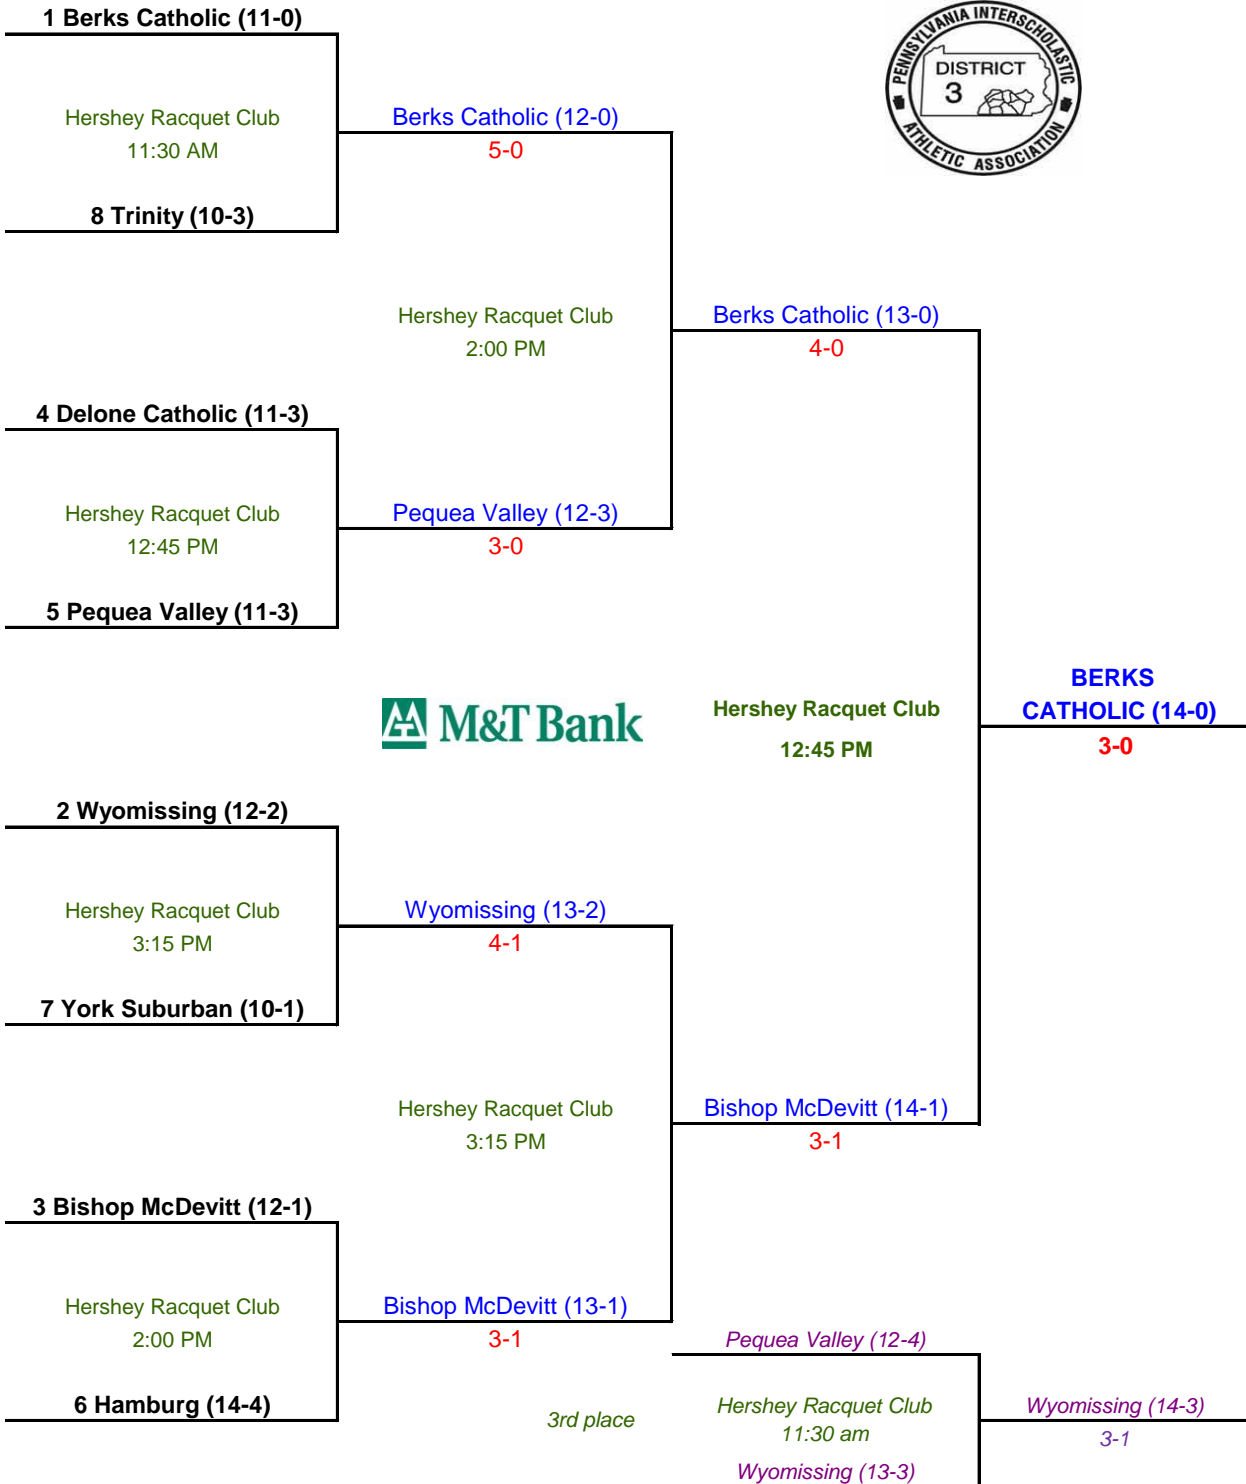 1 Berks Catholic (11-0)
PENNSYLVANIA INTERSCHOLASTIC
ATHLETIC ASSOCIATION
DISTRICT
3
Hershey Racquet Club
11:30 AM
Berks Catholic (12-0)
5-0
8 Trinity (10-3)
Hershey Racquet Club
2:00 PM
Berks Catholic (13-0)
4-0
4 Delone Catholic (11-3)
Hershey Racquet Club
12:45 PM
Pequea Valley (12-3)
3-0
5 Pequea Valley (11-3)
M&T Bank
Hershey Racquet Club
12:45 PM
BERKS
CATHOLIC (14-0)
3-0
2 Wyomissing (12-2)
Hershey Racquet Club
3:15 PM
Wyomissing (13-2)
4-1
7 York Suburban (10-1)
Hershey Racquet Club
3:15 PM
Bishop McDevitt (14-1)
3-1
3 Bishop McDevitt (12-1)
Hershey Racquet Club
2:00 PM
Bishop McDevitt (13-1)
3-1
6 Hamburg (14-4)
3rd place
Pequea Valley (12-4)
Hershey Racquet Club
11:30 am
Wyomissing (13-3)
Wyomissing (14-3)
3-1